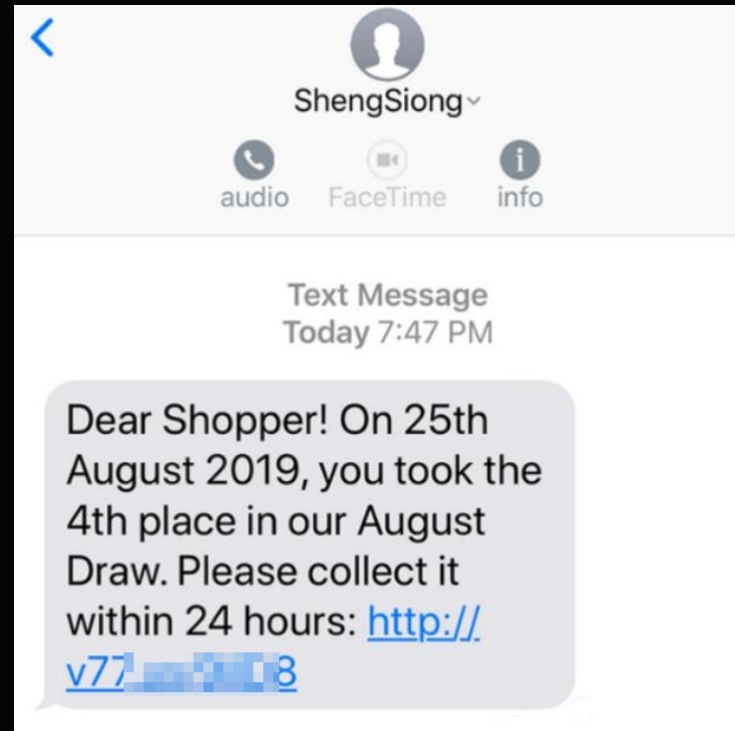 ShengSiong
audio FaceTime info
Text Message
Today 7:47 PM
Dear Shopper! On 25th
August 2019, you took the
4th place in our August
Draw. Please collect it
within 24 hours: http://
v77